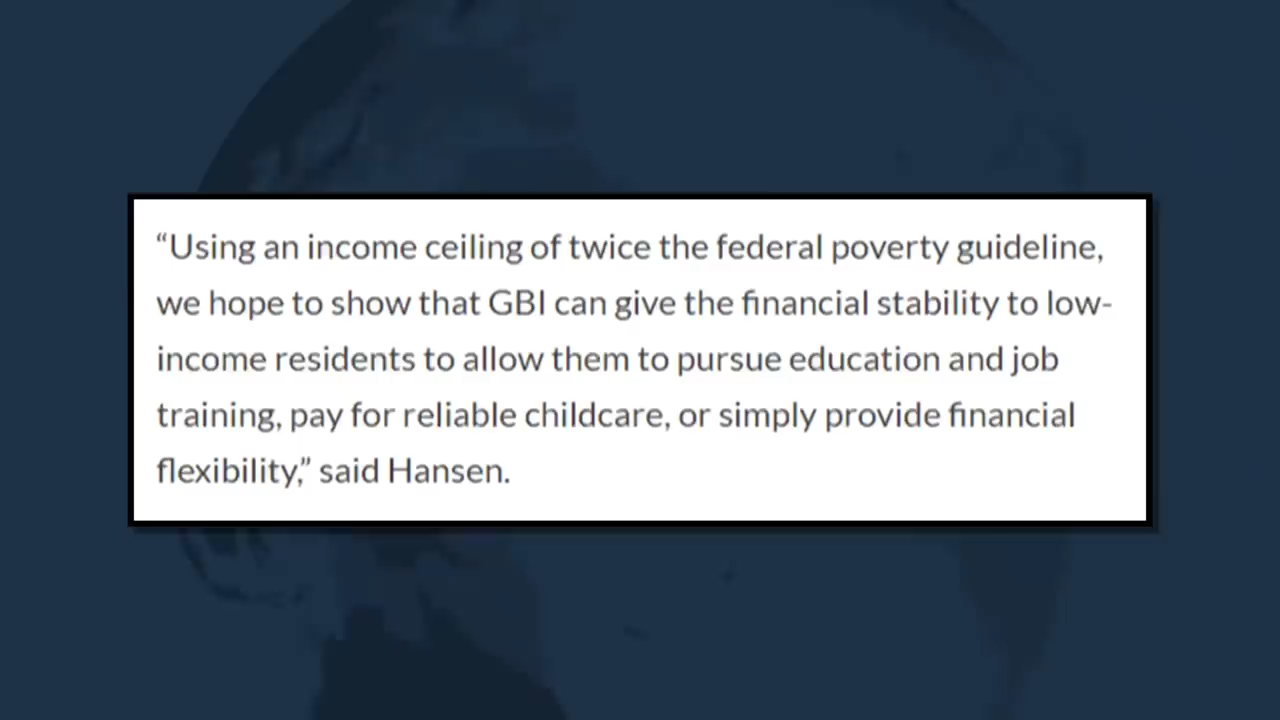 “Using an income ceiling of twice the federal poverty guideline,
we hope to show that GBI can give the financial stability to low-
income residents to allow them to pursue education and job
training, pay for reliable childcare, or simply provide financial
flexibility,” said Hansen.